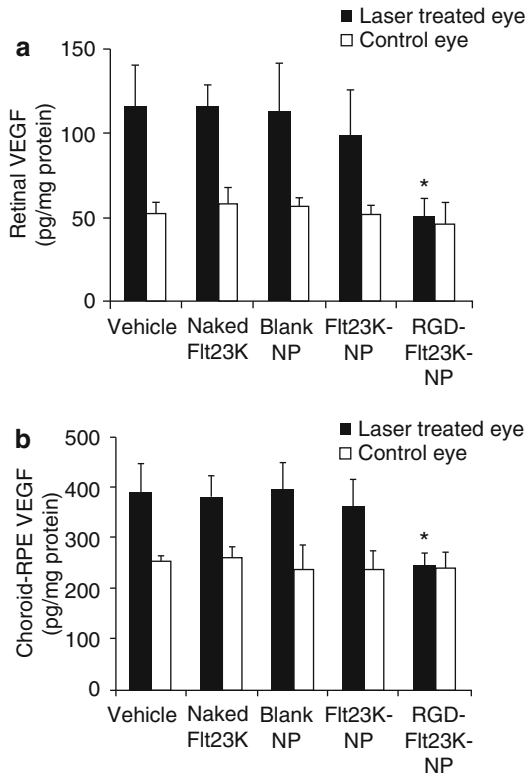 Laser treated eye
Control eye
a
Retinal VEGF
(pg/mg protein)
150
100
50
0
*
Vehicle
Naked
Flt23K
Blank
NP
Flt23K-
NP
RGD-
Flt23K-
NP
b
Laser treated eye
Control eye
Choroid-RPE VEGF
(pg/mg protein)
500
400
300
200
100
0
*
Vehicle
Naked
Flt23K
Blank
NP
Flt23K-
NP
RGD-
Flt23K-
NP